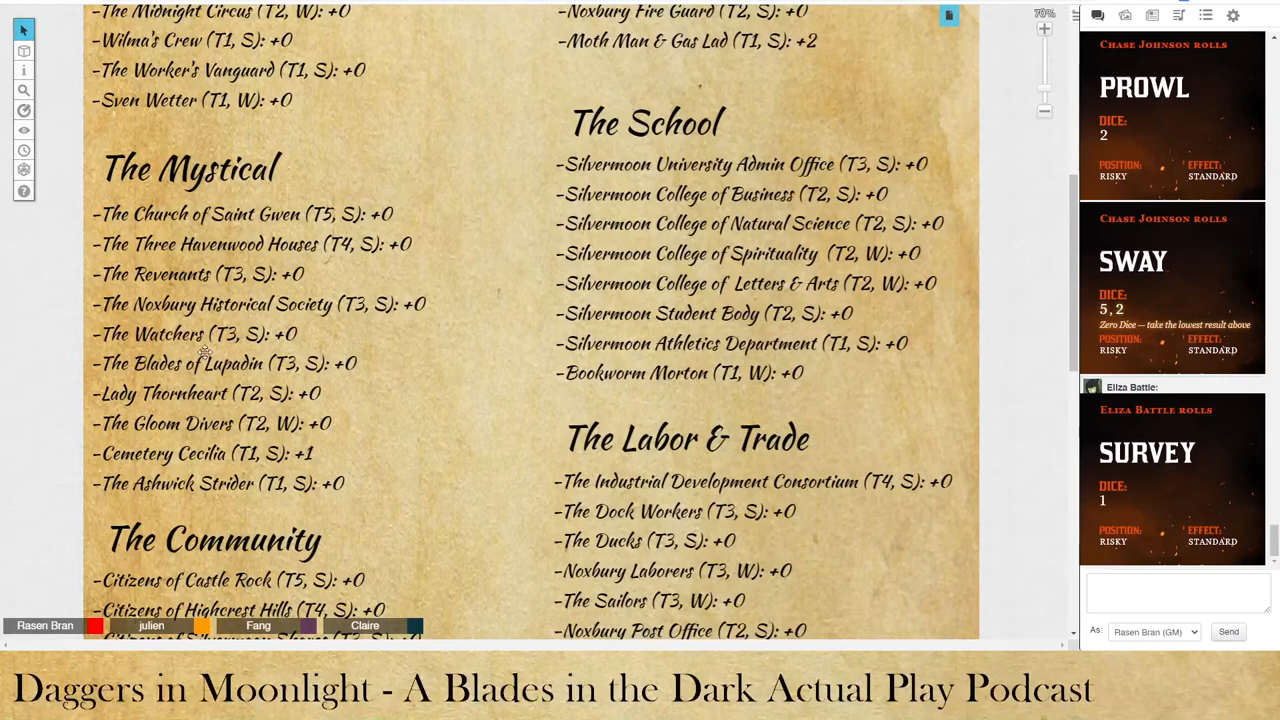 -The Midnight Circus (T2, W): +0
-Wilma's Crew (T1, S): +0
-The Worker's Vanguard (T1, S): +0
-Sven Wetter (T1, W): +0
The Mystical
-The Church of Saint Gwen (T5, S): +0
-The Three Havenwood Houses (T4, S): +0
-The Revenants (T3, S): +0
-The Noxbury Historical Society (T3, S): +0
-The Watchers (T3, S): +0
-The Blades of Lupadin (T3, S): +0
-Lady Thornheart (T2, S): +0
-The Gloom Divers (T2, W): +0
-Cemetery Cecilia (T1, S): +1
-The Ashwick Strider (T1, S): +0
The Community
-Citizens of Castle Rock (T5, S): +0
-Citizens of Highcrest Hills (T4, S): +0
-Noxbury Fire Guard (T2, S): +0
-Moth Man & Gas Lad (T1, S): +2
The School
-Silvermoon University Admin Office (T3, S): +0
-Silvermoon College of Business (T2, S): +0
-Silvermoon College of Natural Science (T2, S): +0
-Silvermoon College of Spirituality (T2, W): +0
-Silvermoon College of Letters & Arts (T2, W): +0
-Silvermoon Student Body (T2, S): +0
-Silvermoon Athletics Department (T1, S): +0
-Bookworm Morton (T1, W): +0
The Labor & Trade
-The Industrial Development Consortium (T4, S): +0
-The Dock Workers (T3, S): +0
-The Ducks (T3, S): +0
-Noxbury Laborers (T3, W): +0
-The Sailors (T3, W): +0
-Noxbury Post Office (T2, S): +0
Rasen Bran
julien
Fang
Claire
70%
Chase Johnson rolls
PROWL
DICE:
2
POSITION: EFFECT:
RISKY STANDARD
Chase Johnson rolls
SWAY
DICE:
5, 2
Zero Dice — take the lowest result above
POSITION: EFFECT:
RISKY STANDARD
Eliza Battle:
Eliza Battle rolls
SURVEY
DICE:
1
POSITION: EFFECT:
RISKY STANDARD
As: Rasen Bran (GM) Send
Daggers in Moonlight - A Blades in the Dark Actual Play Podcast